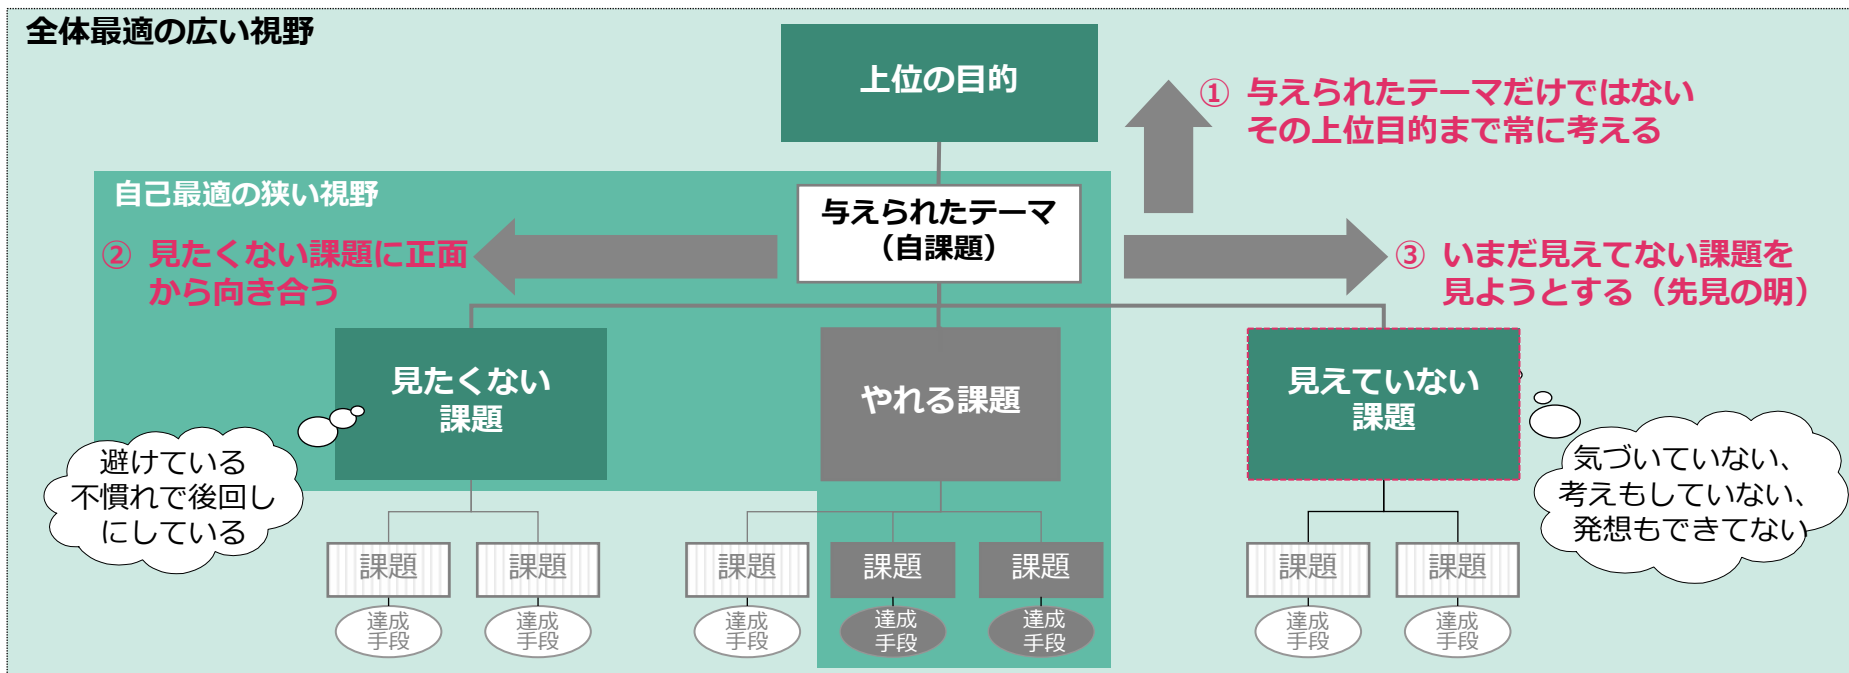 全体最適の広い視野
上位の目的
① 与えられたテーマだけではない
その上位目的まで常に考える
自己最適の狭い視野
与えられたテーマ
（自課題）
② 見たくない課題に正面
から向き合う
③ いまだ見えてない課題を
見ようとする（先見の明）
見たくない
課題
やれる課題
見えていない
課題
避けている
不慣れで後回し
にしている
気づいていない、
考えもしていない、
発想もできてない
課題
課題
課題
課題
課題
課題
課題
達成
手段
達成
手段
達成
手段
達成
手段
達成
手段
達成
手段
達成
手段